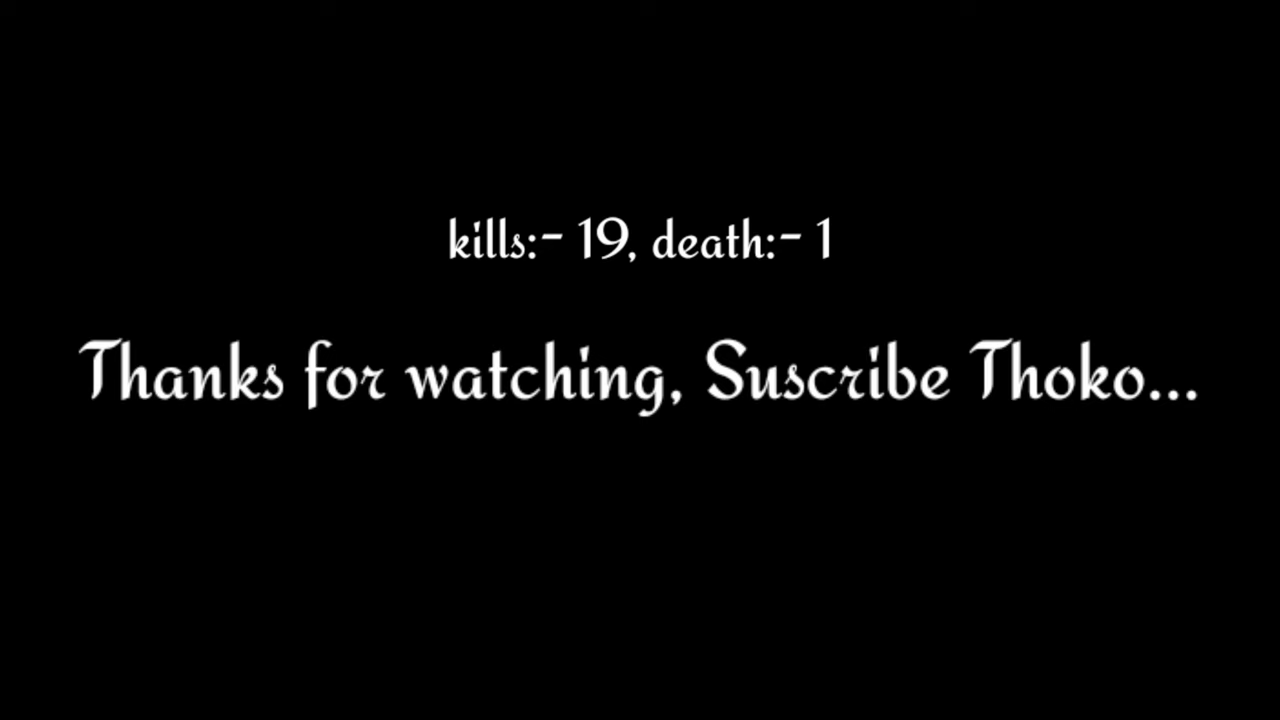 kills:- 19, death:- 1
Thanks for watching, Suscribe Thoko...